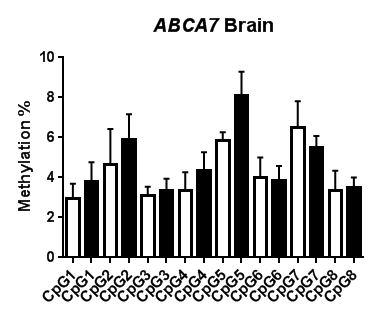 ABCA7 Brain
Methylation %
10
8
6
4
2
0
CpG1
CpG1
CpG2
CpG2
CpG3
CpG3
CpG4
CpG4
CpG5
CpG5
CpG6
CpG6
CpG7
CpG7
CpG8
CpG8